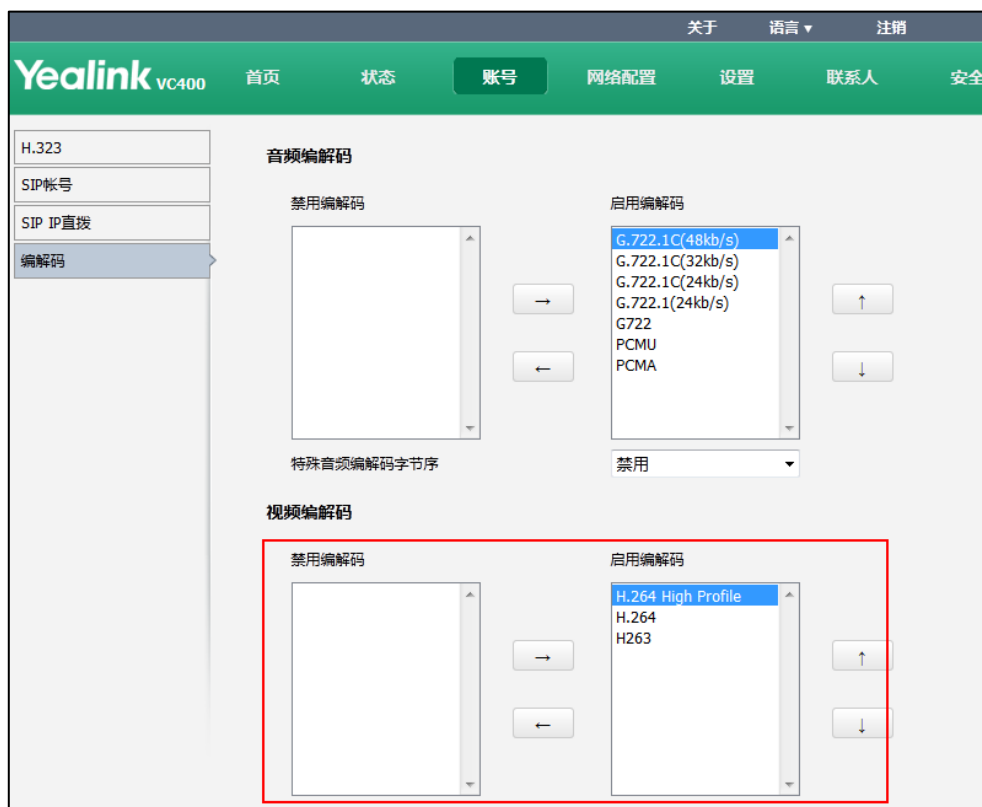 关于 语言▼ 注销
Yealink VC400 首页 状态 账号 网络配置 设置 联系人 安全
H.323
SIP帐号
SIP IP直拨
编解码
音频编解码
禁用编解码 启用编解码
G.722.1C(48kb/s)
G.722.1C(32kb/s)
G.722.1C(24kb/s)
G.722.1(24kb/s)
G722
PCMU
PCMA
→ ↑
← ↓
特殊音频编解码字节序 禁用
视频编解码
禁用编解码 启用编解码
H.264 High Profile
H.264
H263
→ ↑
← ↓